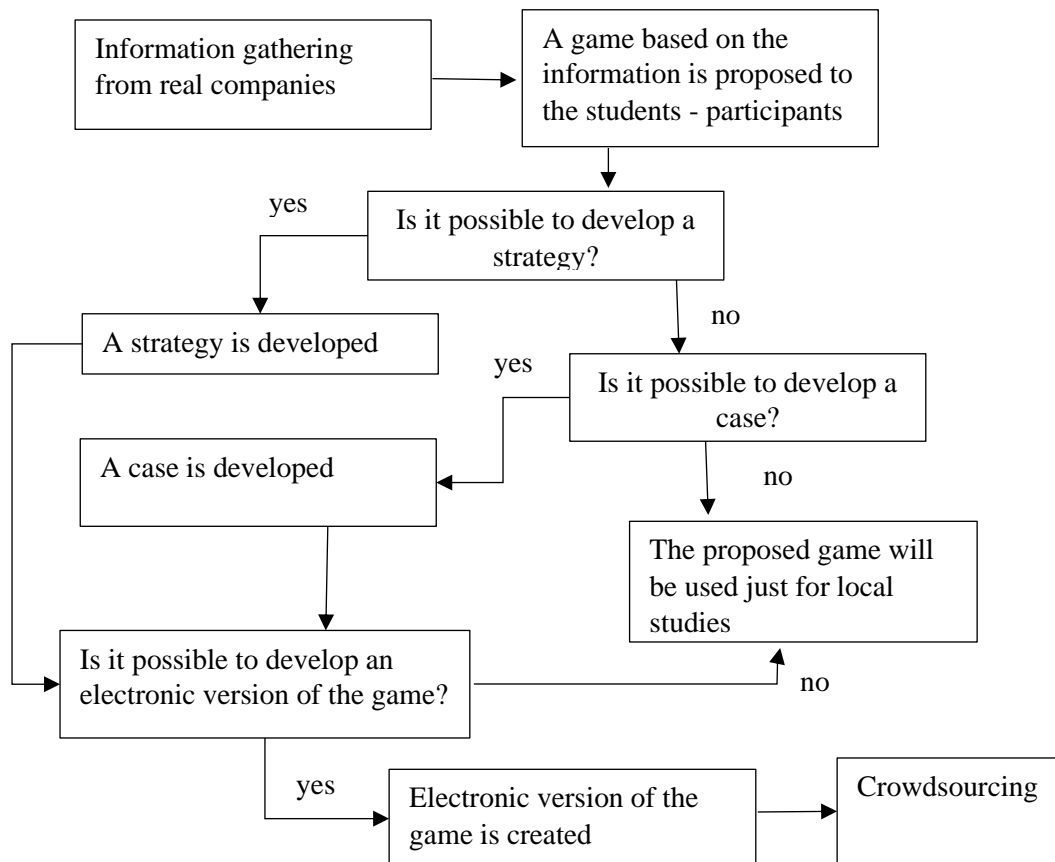 Information gathering
from real companies
A game based on the
information is proposed to
the students - participants
yes
Is it possible to develop a
strategy?
no
A strategy is developed
yes
Is it possible to develop a
case?
A case is developed
no
The proposed game will
be used just for local
studies
Is it possible to develop an
electronic version of the game?
no
yes
Electronic version of the
game is created
Crowdsourcing